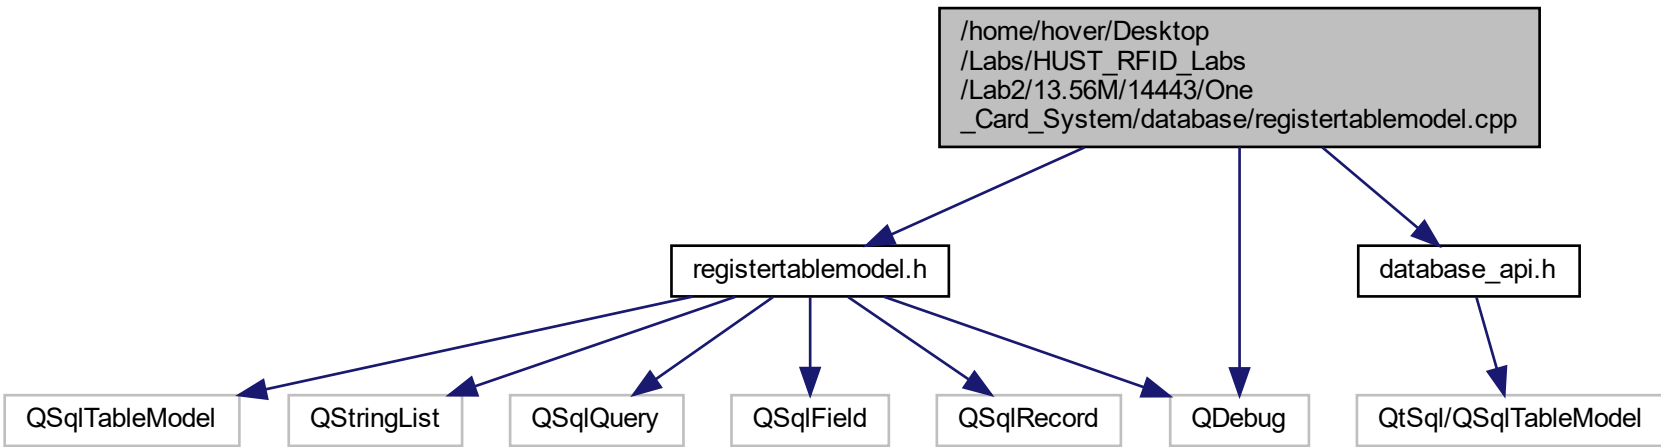 /home/hover/Desktop
/Labs/HUST_RFID_Labs
/Lab2/13.56M/14443/One
_Card_System/database/registertablemodel.cpp
registertablemodel.h
database_api.h
QSqlTableModel
QStringList
QSqlQuery
QSqlField
QSqlRecord
QDebug
QtSql/QSqlTableModel